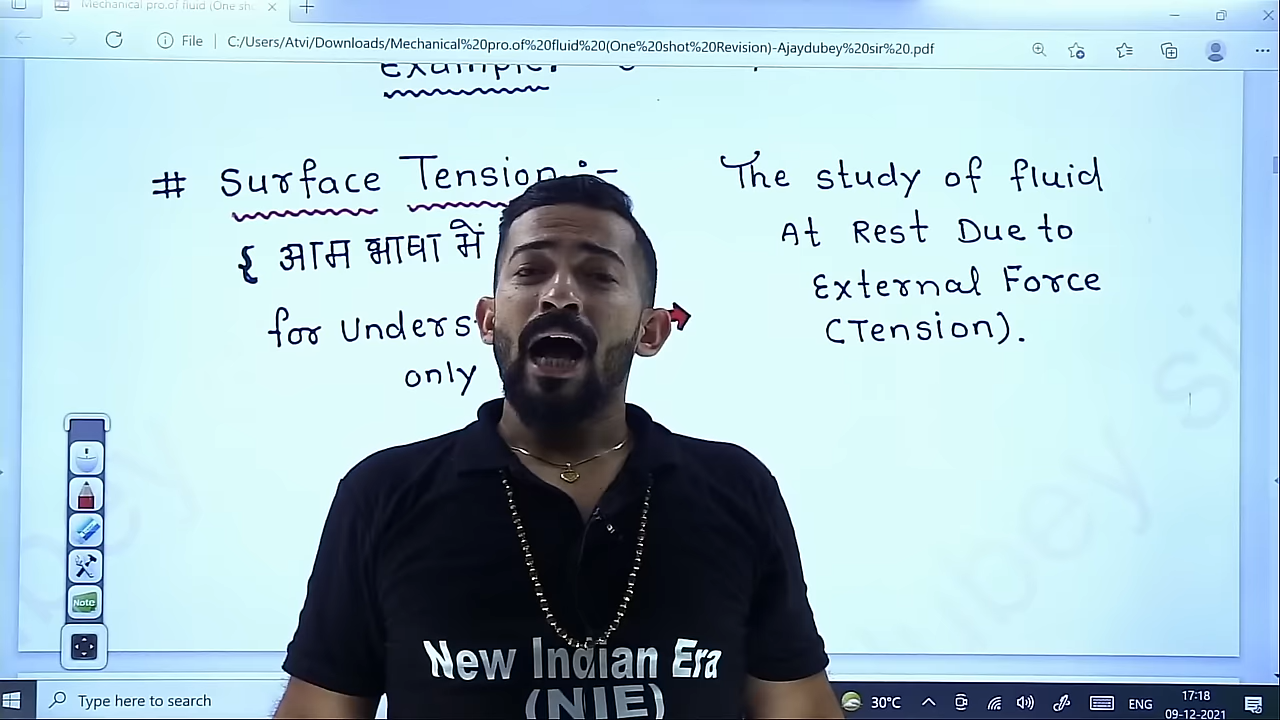 Mechanical pro.of fluid (One sh
File
C:/Users/Atvi/Downloads/Mechanical%20pro.of%20fluid%20(One%20shot%20Revision)-Ajaydubey%20sir%20.pdf
Example:
# Surface Tension :-
{ आम भाषा में
for Unders
only
The study of fluid
At Rest Due to
External Force
(Tension).
Note
New Indian Era
(NIE)
Type here to search
30°C
ENG
17:18
09-12-2021